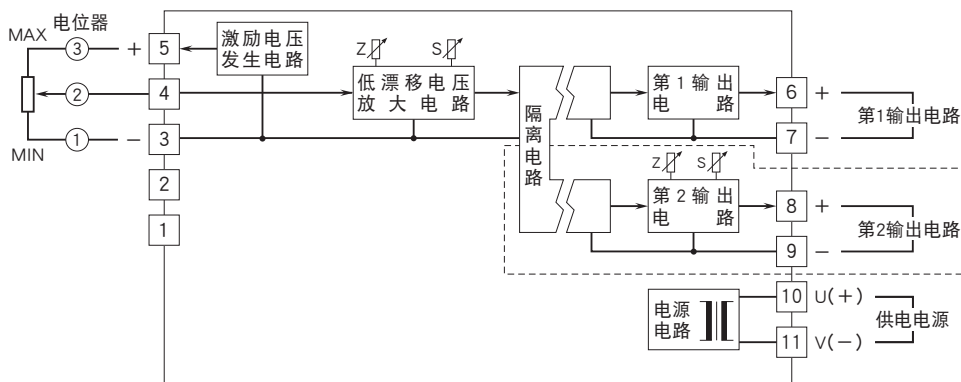 电位器
MAX
③
+
5
激励电压
发生电路
Z
S
②
4
低漂移电压
放大电路
①
−
3
MIN
2
1
隔离电路
第1输出
电路
6
+
第1输出电路
7
−
Z
S
第2输出
电路
8
+
第2输出电路
9
−
电源
电路
10
U(+)
供电电源
11
V(−)